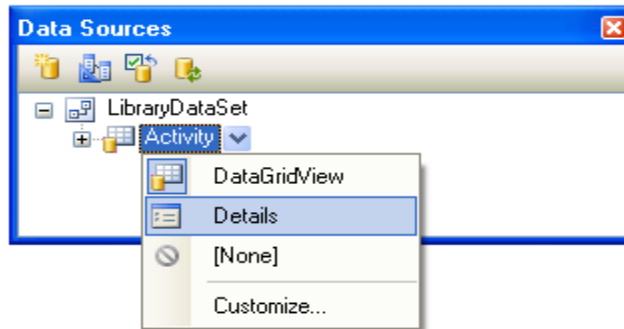 Data Sources
LibraryDataSet
Activity
DataGridView
Details
[None]
Customize...